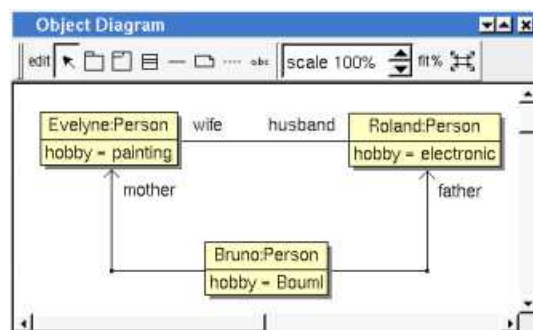 Object Diagram
edit abc scale 100% fit%
Evelyne:Person wife husband Roland:Person
hobby = painting hobby = electronic
mother father
Bruno:Person
hobby = Bouml